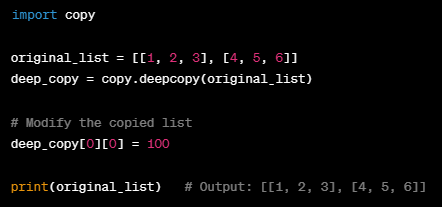 import copy
original_list = [[1, 2, 3], [4, 5, 6]]
deep_copy = copy.deepcopy(original_list)
# Modify the copied list
deep_copy[0][0] = 100
print(original_list)   # Output: [[1, 2, 3], [4, 5, 6]]